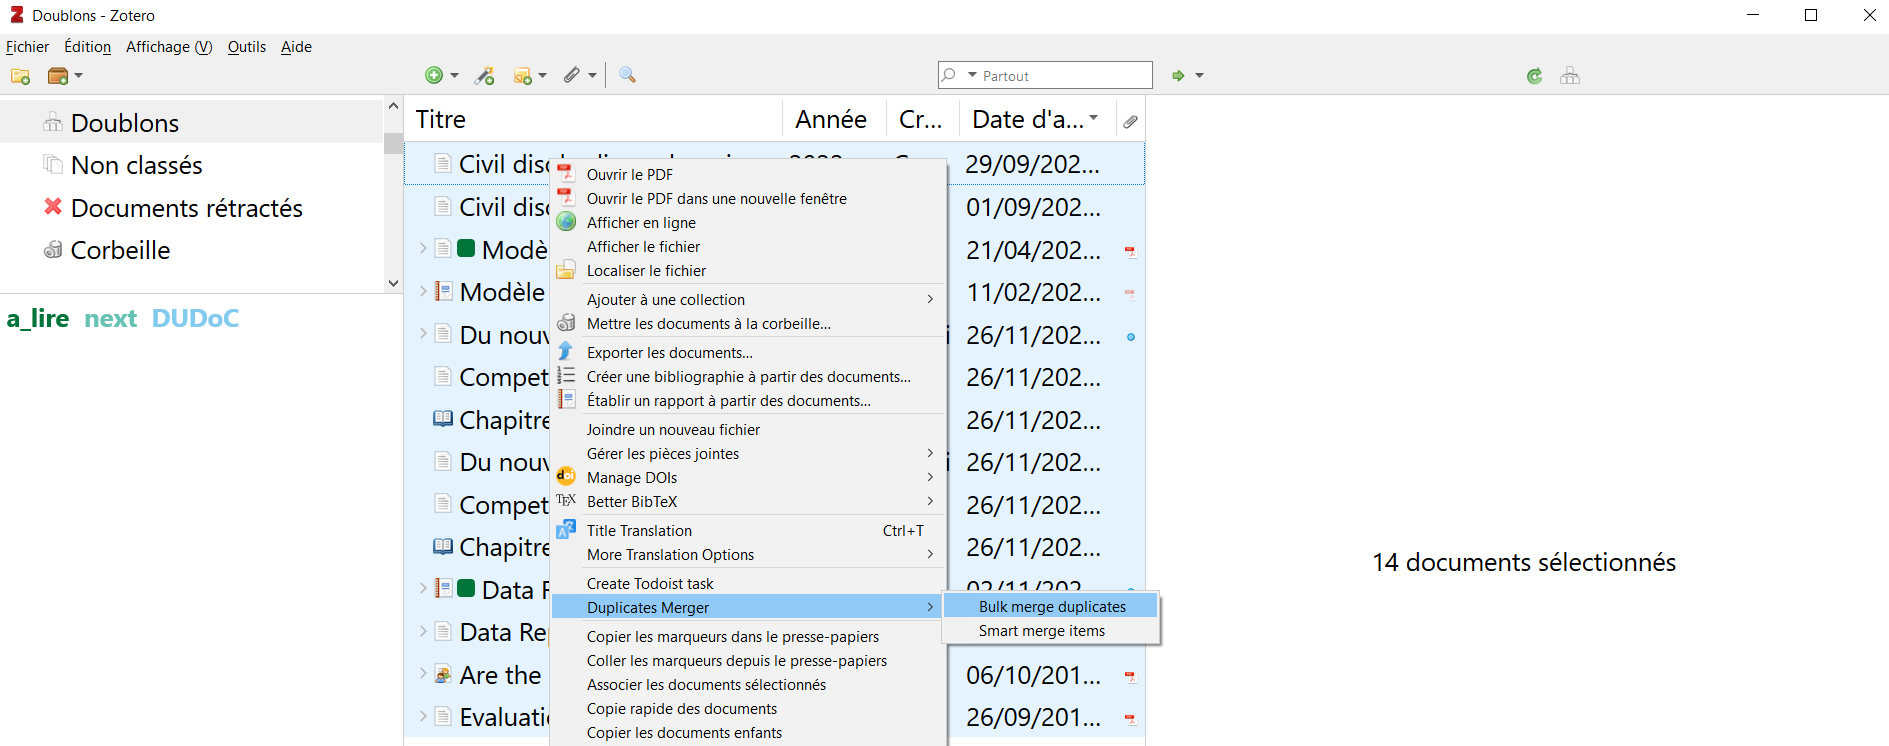 Doublons - Zotero
Fichier Édition Affichage (V) Outils Aide
Partout
Doublons
Non classés
Documents rétractés
Corbeille
a_lire next DUDoC
Titre Année Cr... Date d'a...
Civil 29/09/202...
Civil 01/09/202...
Modè 21/04/202...
Modèle 11/02/202...
Du nouv 26/11/202...
Compet 26/11/202...
Chapitre 26/11/202...
Du nouv 26/11/202...
Compet 26/11/202...
Chapitre 26/11/202...
Data 02/11/202...
Data Rep
Are the 06/10/201...
Evaluati 26/09/201...
Ouvrir le PDF
Ouvrir le PDF dans une nouvelle fenêtre
Afficher en ligne
Afficher le fichier
Localiser le fichier
Ajouter à une collection
Mettre les documents à la corbeille...
Exporter les documents...
Créer une bibliographie à partir des documents...
Établir un rapport à partir des documents...
Joindre un nouveau fichier
Gérer les pièces jointes
Manage DOIs
Better BibTeX
Title Translation Ctrl+T
More Translation Options
Create Todoist task
Duplicates Merger
Bulk merge duplicates
Smart merge items
Copier les marqueurs dans le presse-papiers
Coller les marqueurs depuis le presse-papiers
Associer les documents sélectionnés
Copie rapide des documents
Copier les documents enfants
14 documents sélectionnés